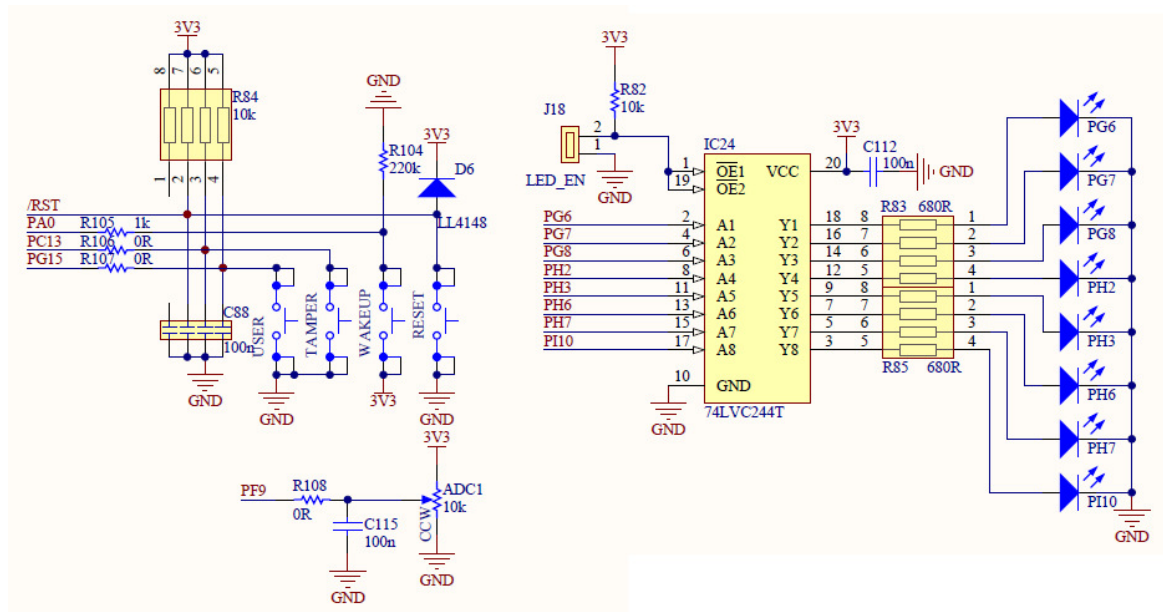 3V3
8 7 6 5
R84
10k
1 2 3 4
GND
R104
220k
3V3
D6
LL4148
/RST
PA0 R105 1k
PC13 R106 0R
PG15 R107 0R
C88
100n
USER
TAMPER
WAKEUP
RESET
GND
GND
3V3
GND
3V3
PF9
R108
0R
C115
100n
CCW
ADC1
10k
GND
GND
3V3
R82
10k
J18
2
1
LED_EN
GND
IC24
1 OE1 VCC 20
19 OE2
3V3
C112
100n
GND
PG6 2 A1 Y1 18 8 R83 680R 1
PG7 4 A2 Y2 16 7 2
PG8 6 A3 Y3 14 6 3
PH2 8 A4 Y4 12 5 4
PH3 11 A5 Y5 9 8 1
PH6 13 A6 Y6 7 7 2
PH7 15 A7 Y7 5 6 3
PI10 17 A8 Y8 3 5 4
R85 680R
10 GND
GND
74LVC244T
PG6
PG7
PG8
PH2
PH3
PH6
PH7
PI10
GND